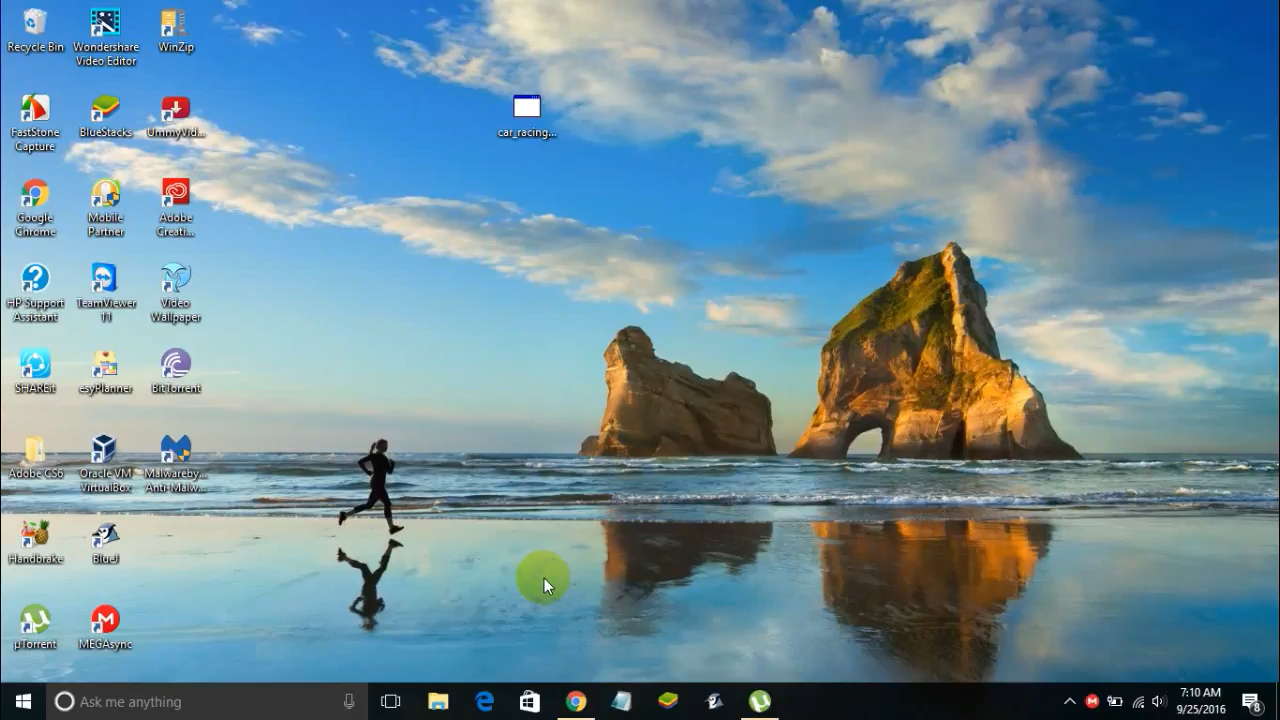 Recycle Bin
Wondershare
Video Editor
WinZip
car_racing...
FastStone
Capture
BlueStacks
UmmyVid...
Google
Chrome
Mobile
Partner
Adobe
Creati...
HP Support
Assistant
TeamViewer
11
Video
Wallpaper
SHAREit
esyPlanner
BitTorrent
Adobe CS6
Oracle VM
VirtualBox
Malwareby...
Anti-Malw...
Handbrake
BlueJ
µTorrent
MEGAsync
Ask me anything
7:10 AM
9/25/2016
8